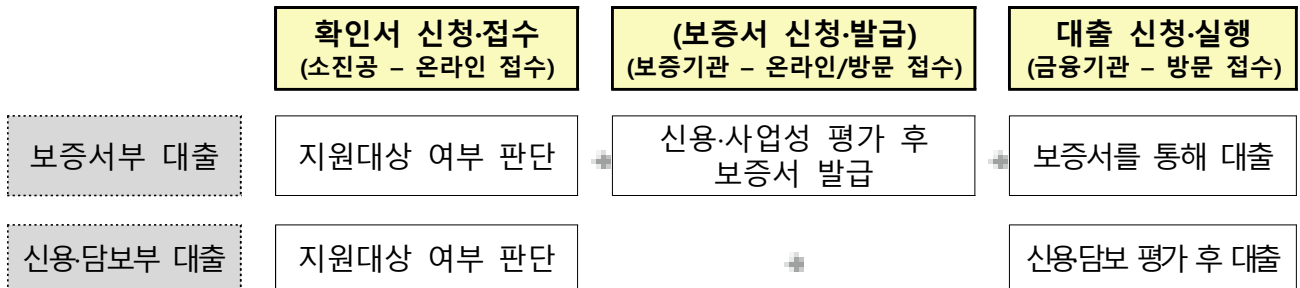 확인서 신청·접수
(소진공 – 온라인 접수)
(보증서 신청·발급)
(보증기관 – 온라인/방문 접수)
대출 신청·실행
(금융기관 – 방문 접수)
보증서부 대출
지원대상 여부 판단
신용·사업성 평가 후
보증서 발급
보증서를 통해 대출
신용·담보부 대출
지원대상 여부 판단
신용·담보 평가 후 대출